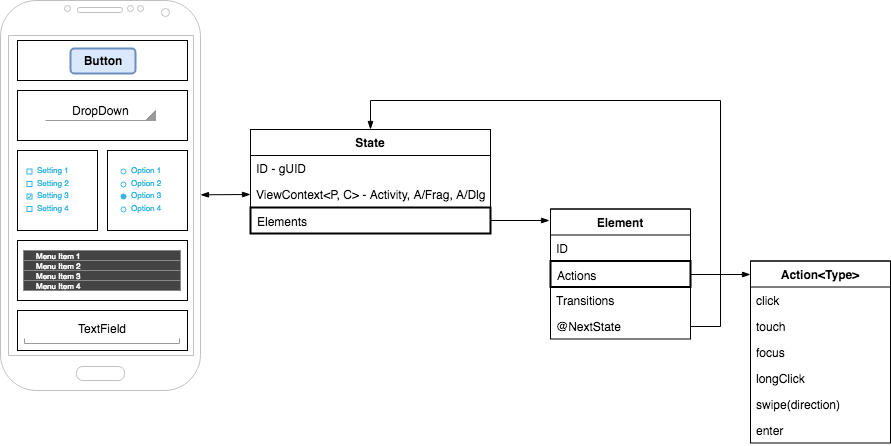 Button
DropDown
Setting 1
Setting 2
Setting 3
Setting 4
Option 1
Option 2
Option 3
Option 4
Menu Item 1
Menu Item 2
Menu Item 3
Menu Item 4
TextField
State
ID - gUID
ViewContext<P, C> - Activity, A/Frag, A/Dlg
Elements
Element
ID
Actions
Transitions
@NextState
Action<Type>
click
touch
focus
longClick
swipe(direction)
enter